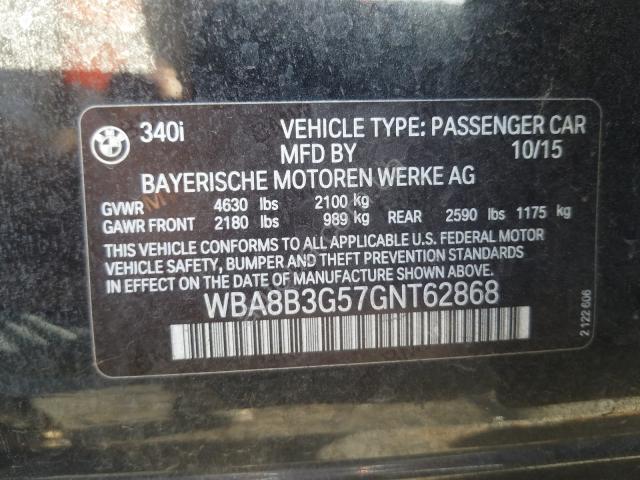 340i VEHICLE TYPE: PASSENGER CAR
MFD BY 10/15
BAYERISCHE MOTOREN WERKE AG
GVWR 4630 lbs 2100 kg
GAWR FRONT 2180 lbs 989 kg REAR 2590 lbs 1175 kg
THIS VEHICLE CONFORMS TO ALL APPLICABLE U.S. FEDERAL MOTOR
VEHICLE SAFETY, BUMPER AND THEFT PREVENTION STANDARDS IN
EFFECT ON THE DATE OF MANUFACTURE SHOWN ABOVE.
WBA8B3G57GNT62868
2 122 606